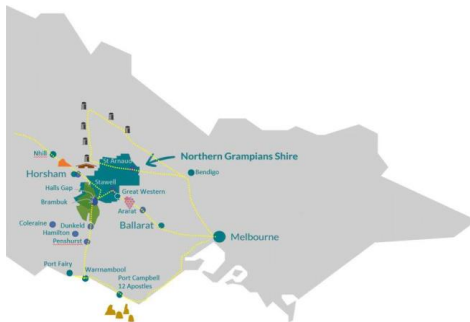 St Arnaud
Northern Grampians Shire
Nhill
Bendigo
Horsham
Stawell
Halls Gap
Great Western
Brambuk
Ararat
Coleraine
Dunkeld
Ballarat
Hamilton
Melbourne
Penshurst
Port Fairy
Warrnambool
Port Campbell
12 Apostles